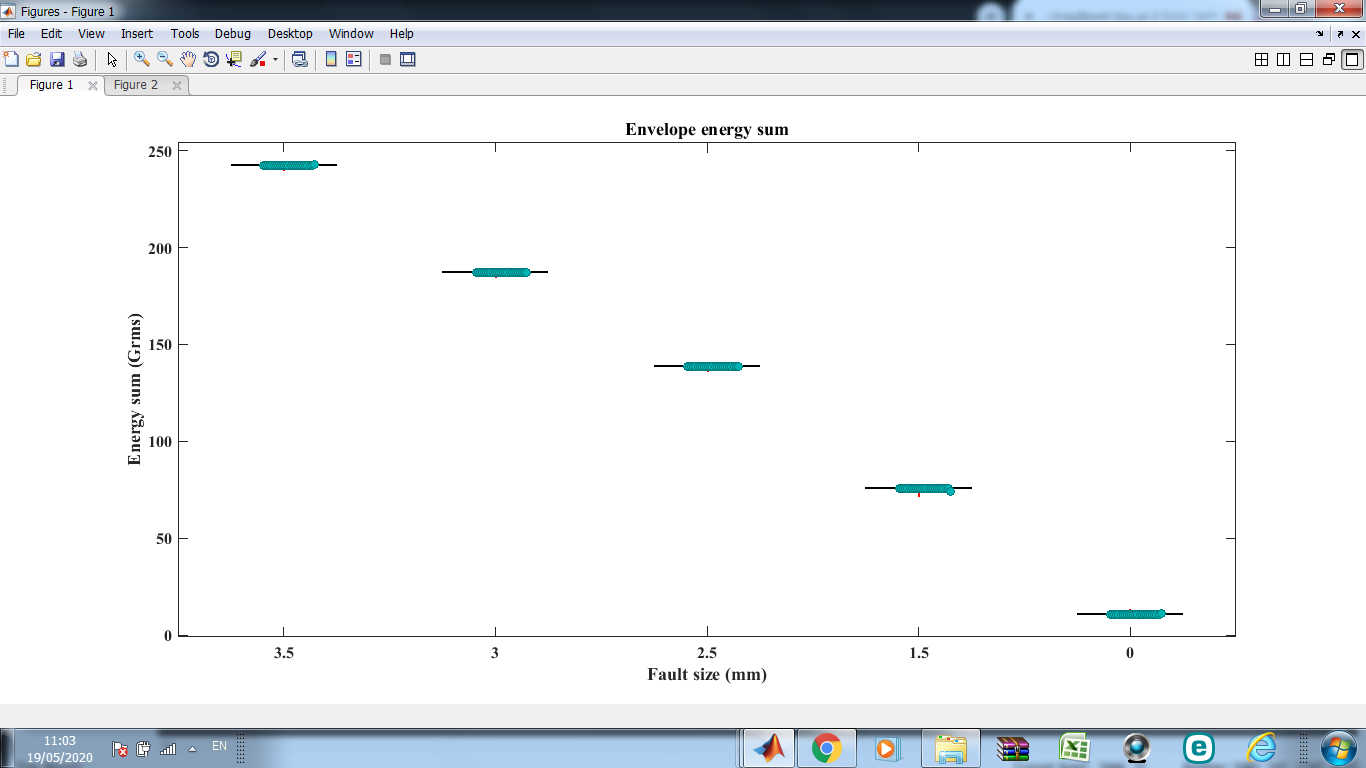 Figures - Figure 1
File Edit View Insert Tools Debug Desktop Window Help
Figure 1 Figure 2
Envelope energy sum
Energy sum (Grms)
250
200
150
100
50
0
3.5 3 2.5 1.5 0
Fault size (mm)
11:03
19/05/2020
EN